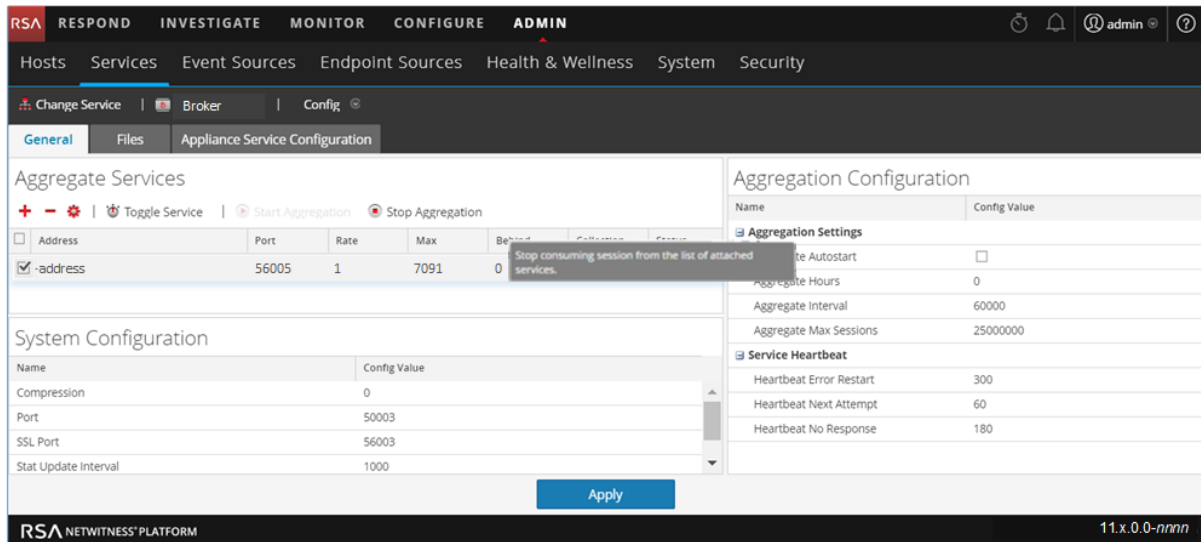 RSA RESPOND INVESTIGATE MONITOR CONFIGURE ADMIN admin ?
Hosts Services Event Sources Endpoint Sources Health & Wellness System Security
Change Service | Broker | Config
General Files Appliance Service Configuration
Aggregate Services
+ - | Toggle Service | Start Aggregation Stop Aggregation
Address Port Rate Max Behind Collection Status
-address 56005 1 7091 0
Stop consuming session from the list of attached
services.
System Configuration
Name Config Value
Compression 0
Port 50003
SSL Port 56003
Stat Update Interval 1000
Aggregation Configuration
Name Config Value
Aggregation Settings
Autostart
Aggregate Hours 0
Aggregate Interval 60000
Aggregate Max Sessions 25000000
Service Heartbeat
Heartbeat Error Restart 300
Heartbeat Next Attempt 60
Heartbeat No Response 180
Apply
RSA NETWITNESS® PLATFORM 11.x.0.0-nnnn